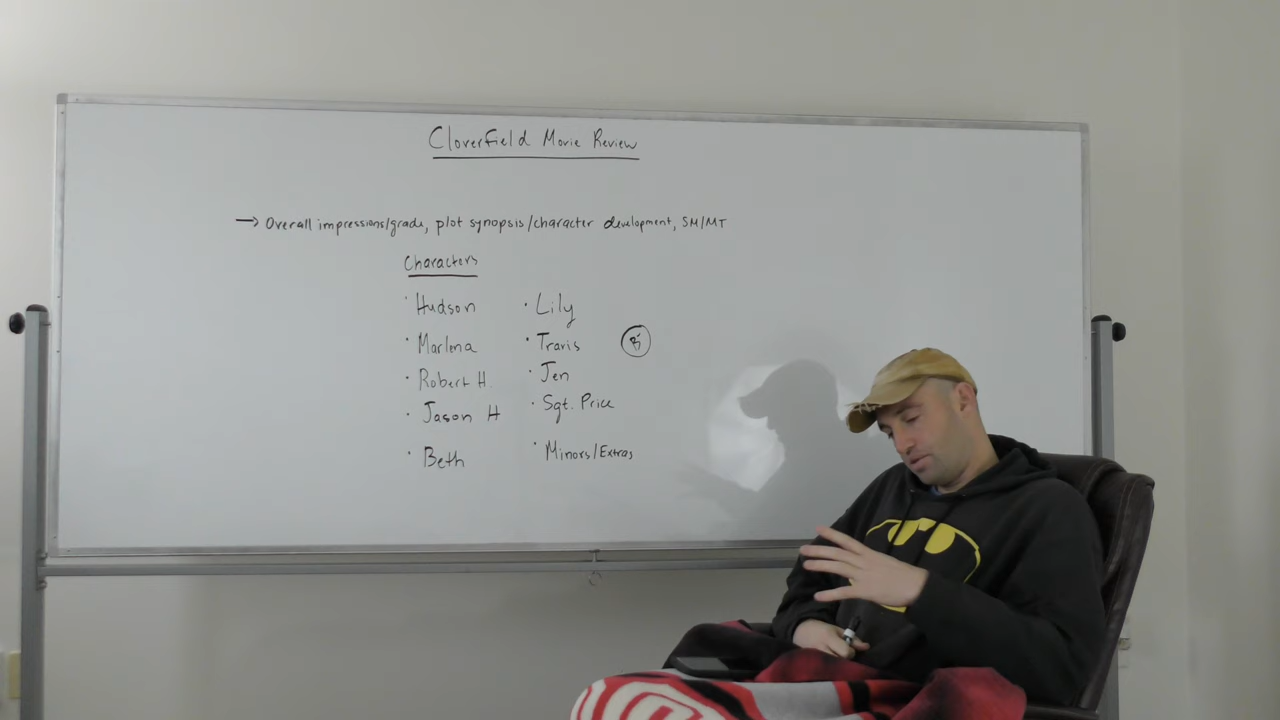 Cloverfield Movie Review
→ Overall impressions/grade, plot synopsis/character development, SM/MT
Charactors
· Hudson
· Marlena
· Robert H.
· Jason H
· Beth
· Lily
· Travis
· Jen
· Sgt. Price
· Minors/Extras